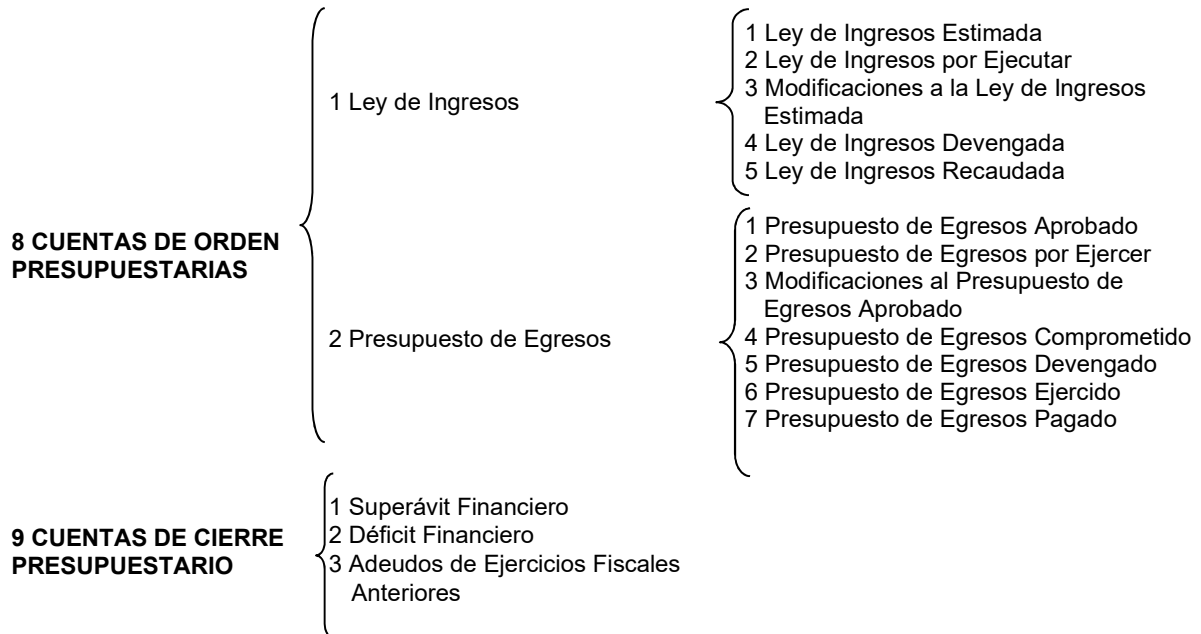 8 CUENTAS DE ORDEN
PRESUPUESTARIAS
1 Ley de Ingresos
1 Ley de Ingresos Estimada
2 Ley de Ingresos por Ejecutar
3 Modificaciones a la Ley de Ingresos
Estimada
4 Ley de Ingresos Devengada
5 Ley de Ingresos Recaudada
2 Presupuesto de Egresos
1 Presupuesto de Egresos Aprobado
2 Presupuesto de Egresos por Ejercer
3 Modificaciones al Presupuesto de
Egresos Aprobado
4 Presupuesto de Egresos Comprometido
5 Presupuesto de Egresos Devengado
6 Presupuesto de Egresos Ejercido
7 Presupuesto de Egresos Pagado
9 CUENTAS DE CIERRE
PRESUPUESTARIO
1 Superávit Financiero
2 Déficit Financiero
3 Adeudos de Ejercicios Fiscales
Anteriores